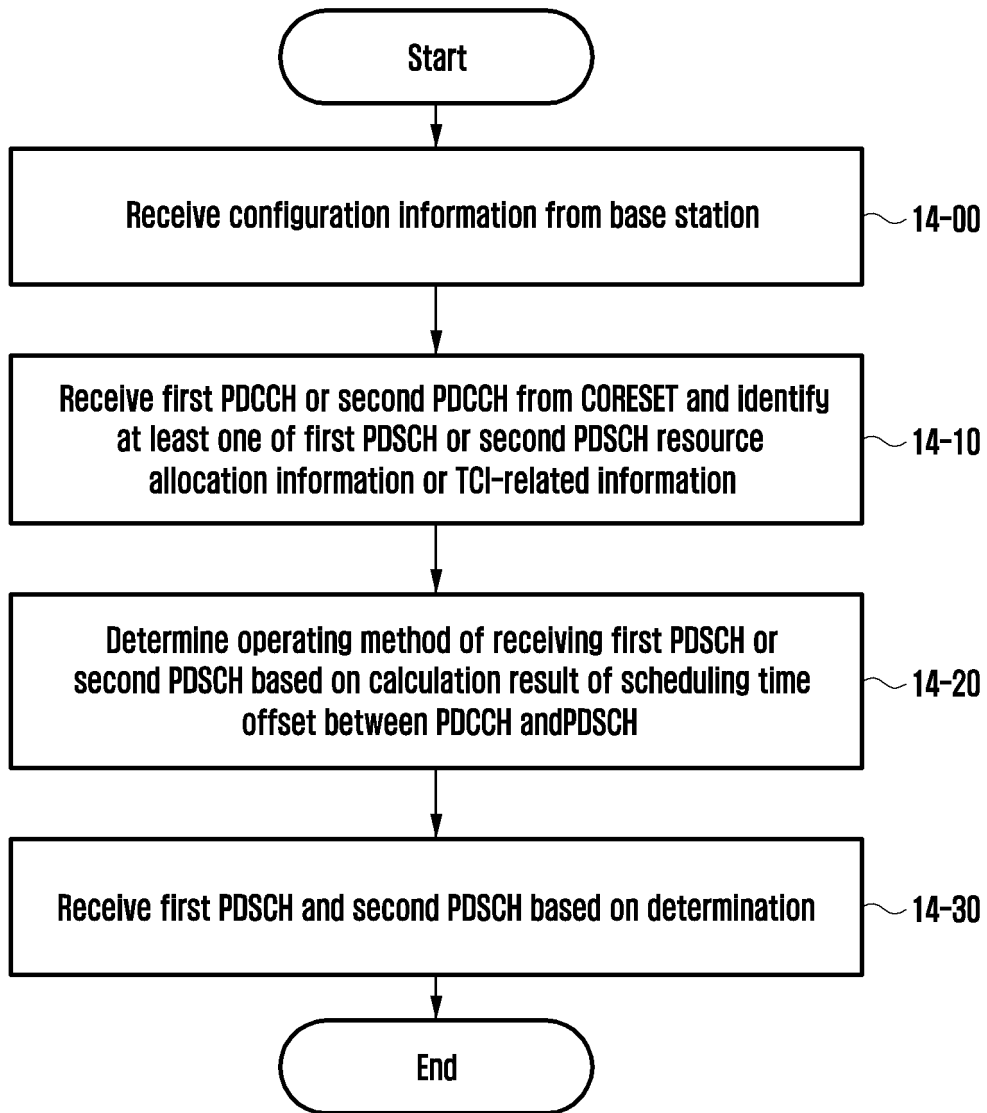 Start
Receive configuration information from base station
14-00
Receive first PDCCH or second PDCCH from CORESET and identify
at least one of first PDSCH or second PDSCH resource
allocation information or TCI-related information
14-10
Determine operating method of receiving first PDSCH or
second PDSCH based on calculation result of scheduling time
offset between PDCCH andPDSCH
14-20
Receive first PDSCH and second PDSCH based on determination
14-30
End